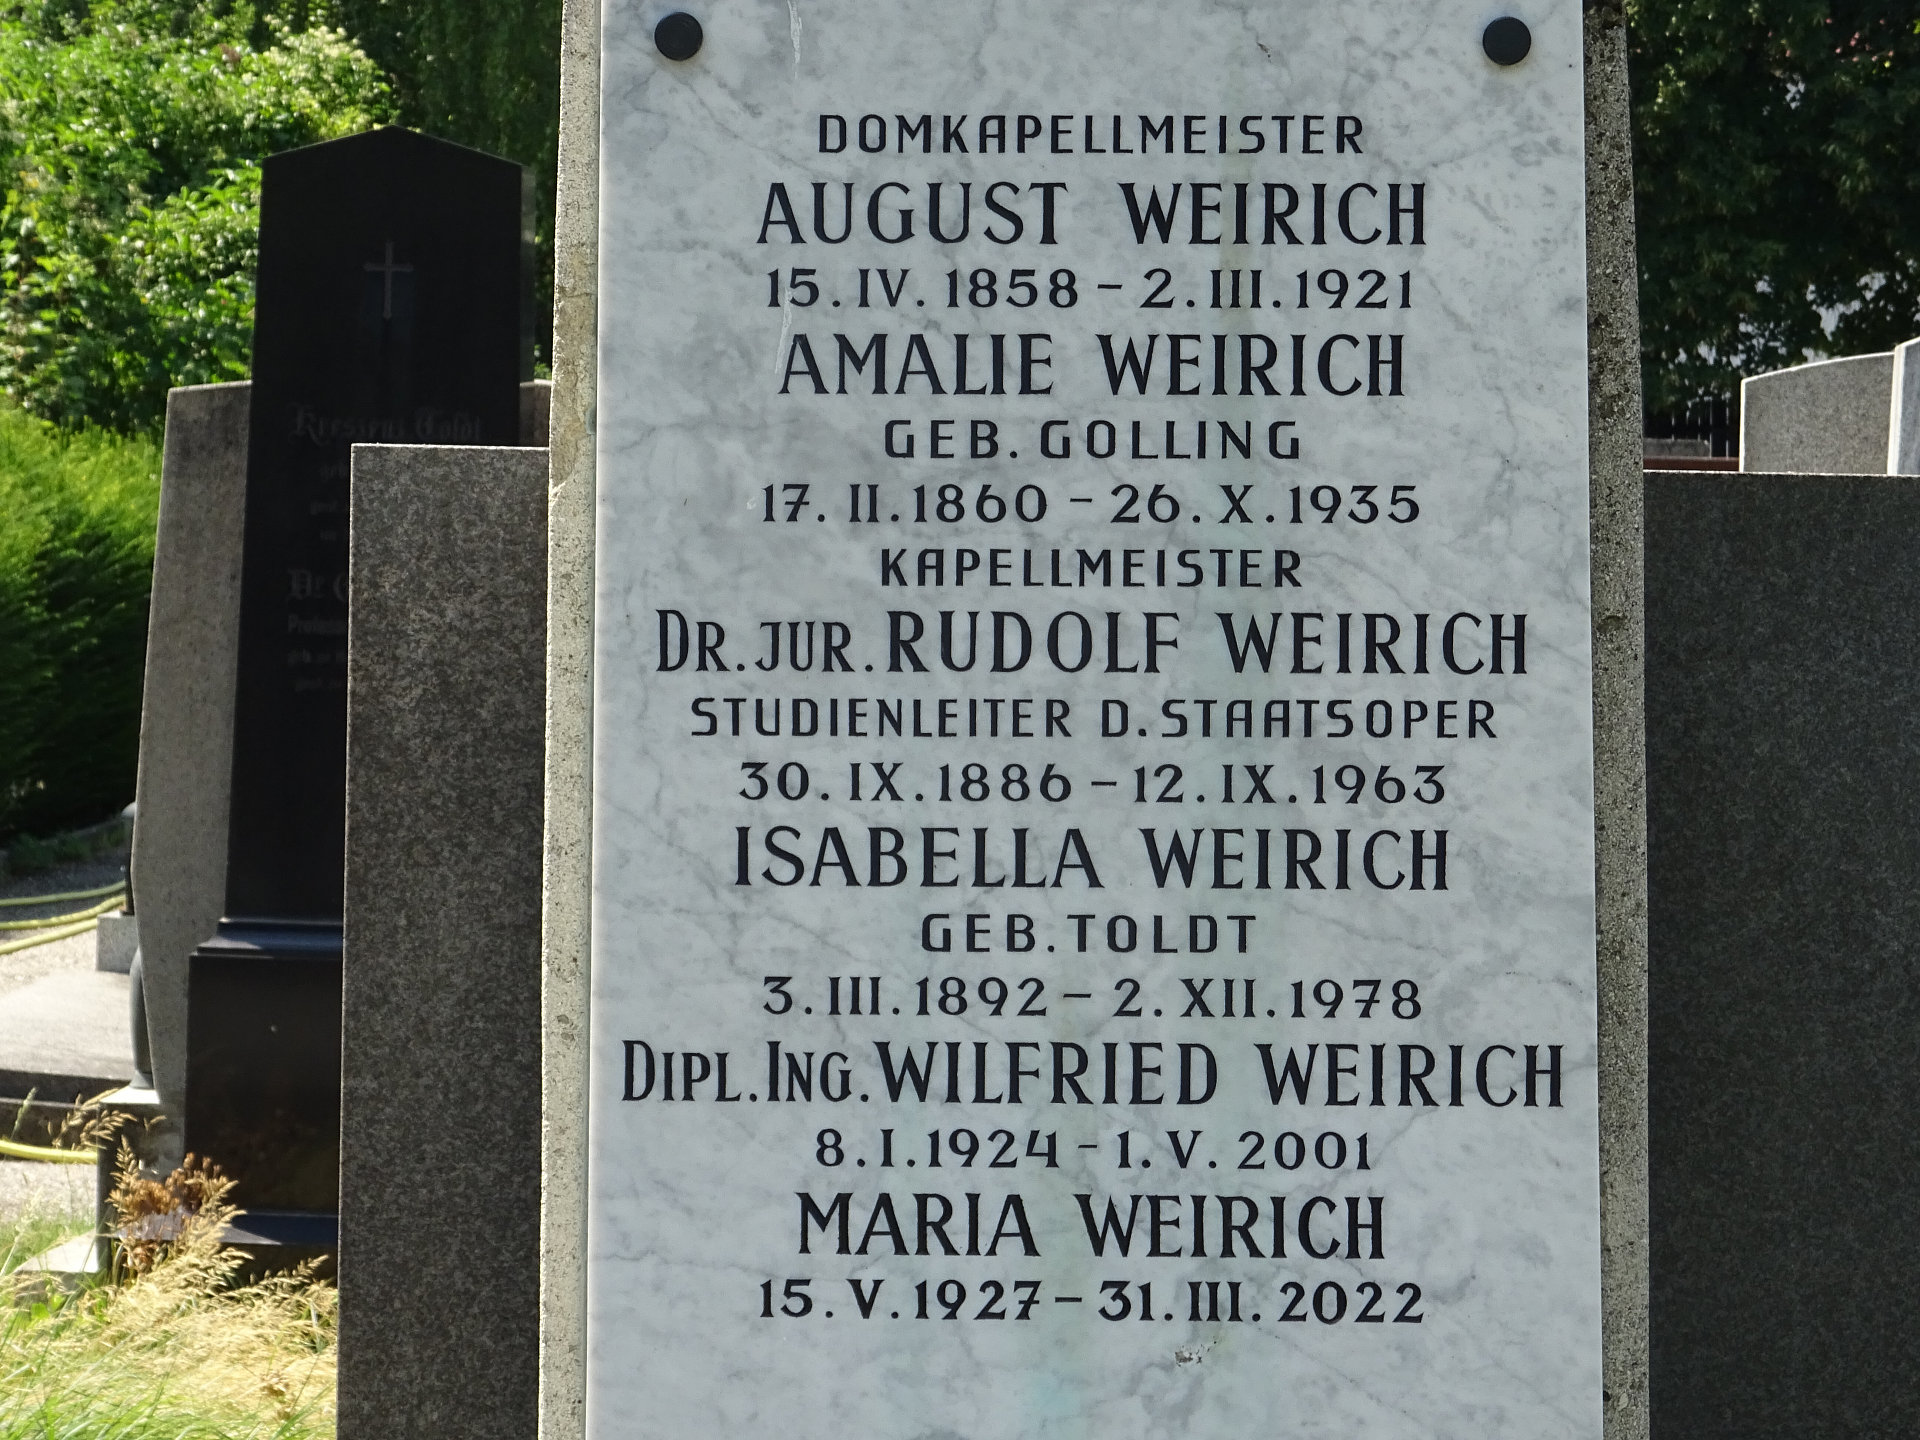 DOMKAPELLMEISTER
AUGUST WEIRICH
15. IV. 1858 – 2. III. 1921
AMALIE WEIRICH
GEB. GOLLING
17. II. 1860 – 26. X. 1935
KAPELLMEISTER
DR. JUR. RUDOLF WEIRICH
STUDIENLEITER D. STAATSOPER
30. IX. 1886 – 12. IX. 1963
ISABELLA WEIRICH
GEB. TOLDT
3. III. 1892 – 2. XII. 1978
DIPL. ING. WILFRIED WEIRICH
8. I. 1924 – 1. V. 2001
MARIA WEIRICH
15. V. 1927 – 31. III. 2022
Toldt
Dr